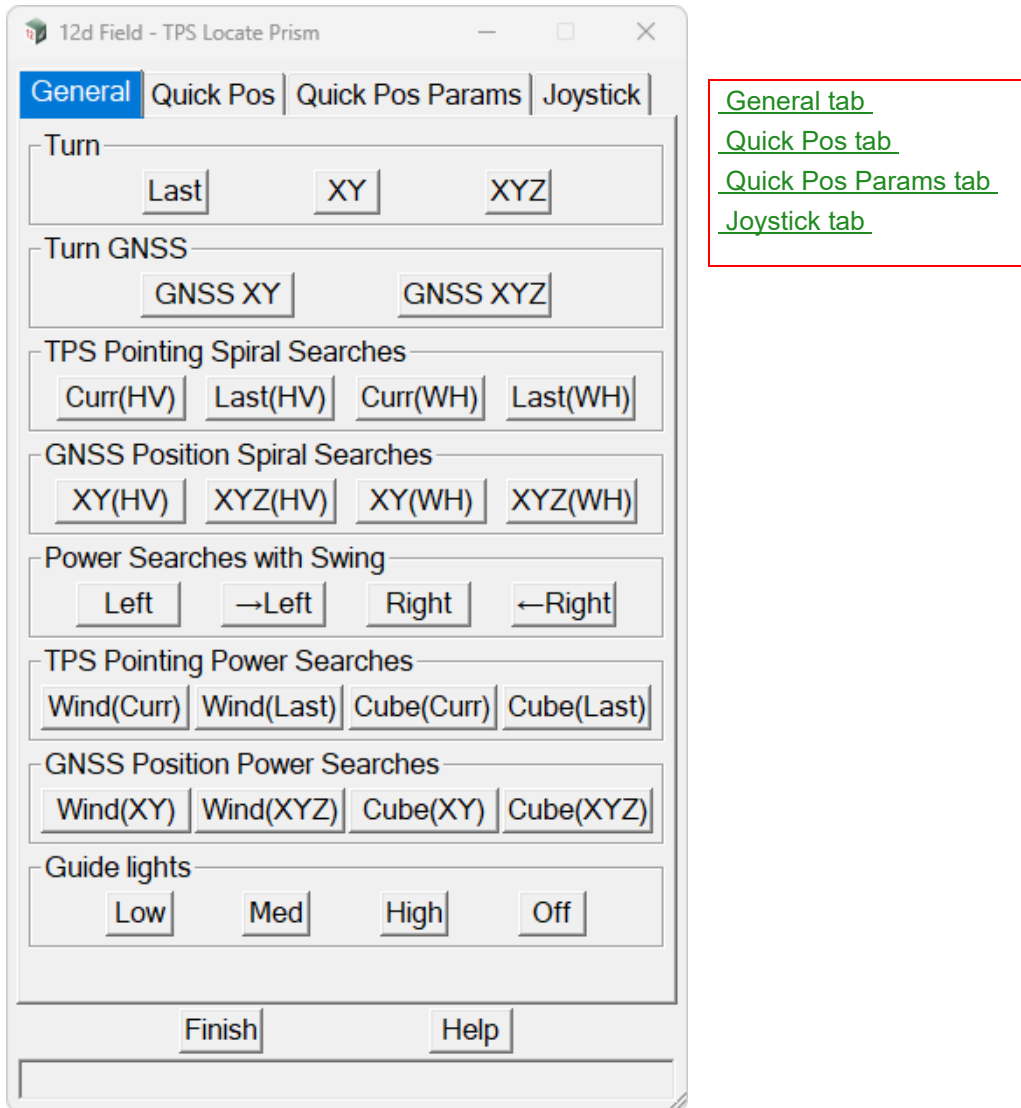 12d Field - TPS Locate Prism
General Quick Pos Quick Pos Params Joystick
Turn
Last XY XYZ
Turn GNSS
GNSS XY GNSS XYZ
TPS Pointing Spiral Searches
Curr(HV) Last(HV) Curr(WH) Last(WH)
GNSS Position Spiral Searches
XY(HV) XYZ(HV) XY(WH) XYZ(WH)
Power Searches with Swing
Left →Left Right ←Right
TPS Pointing Power Searches
Wind(Curr) Wind(Last) Cube(Curr) Cube(Last)
GNSS Position Power Searches
Wind(XY) Wind(XYZ) Cube(XY) Cube(XYZ)
Guide lights
Low Med High Off
Finish Help
General tab
Quick Pos tab
Quick Pos Params tab
Joystick tab